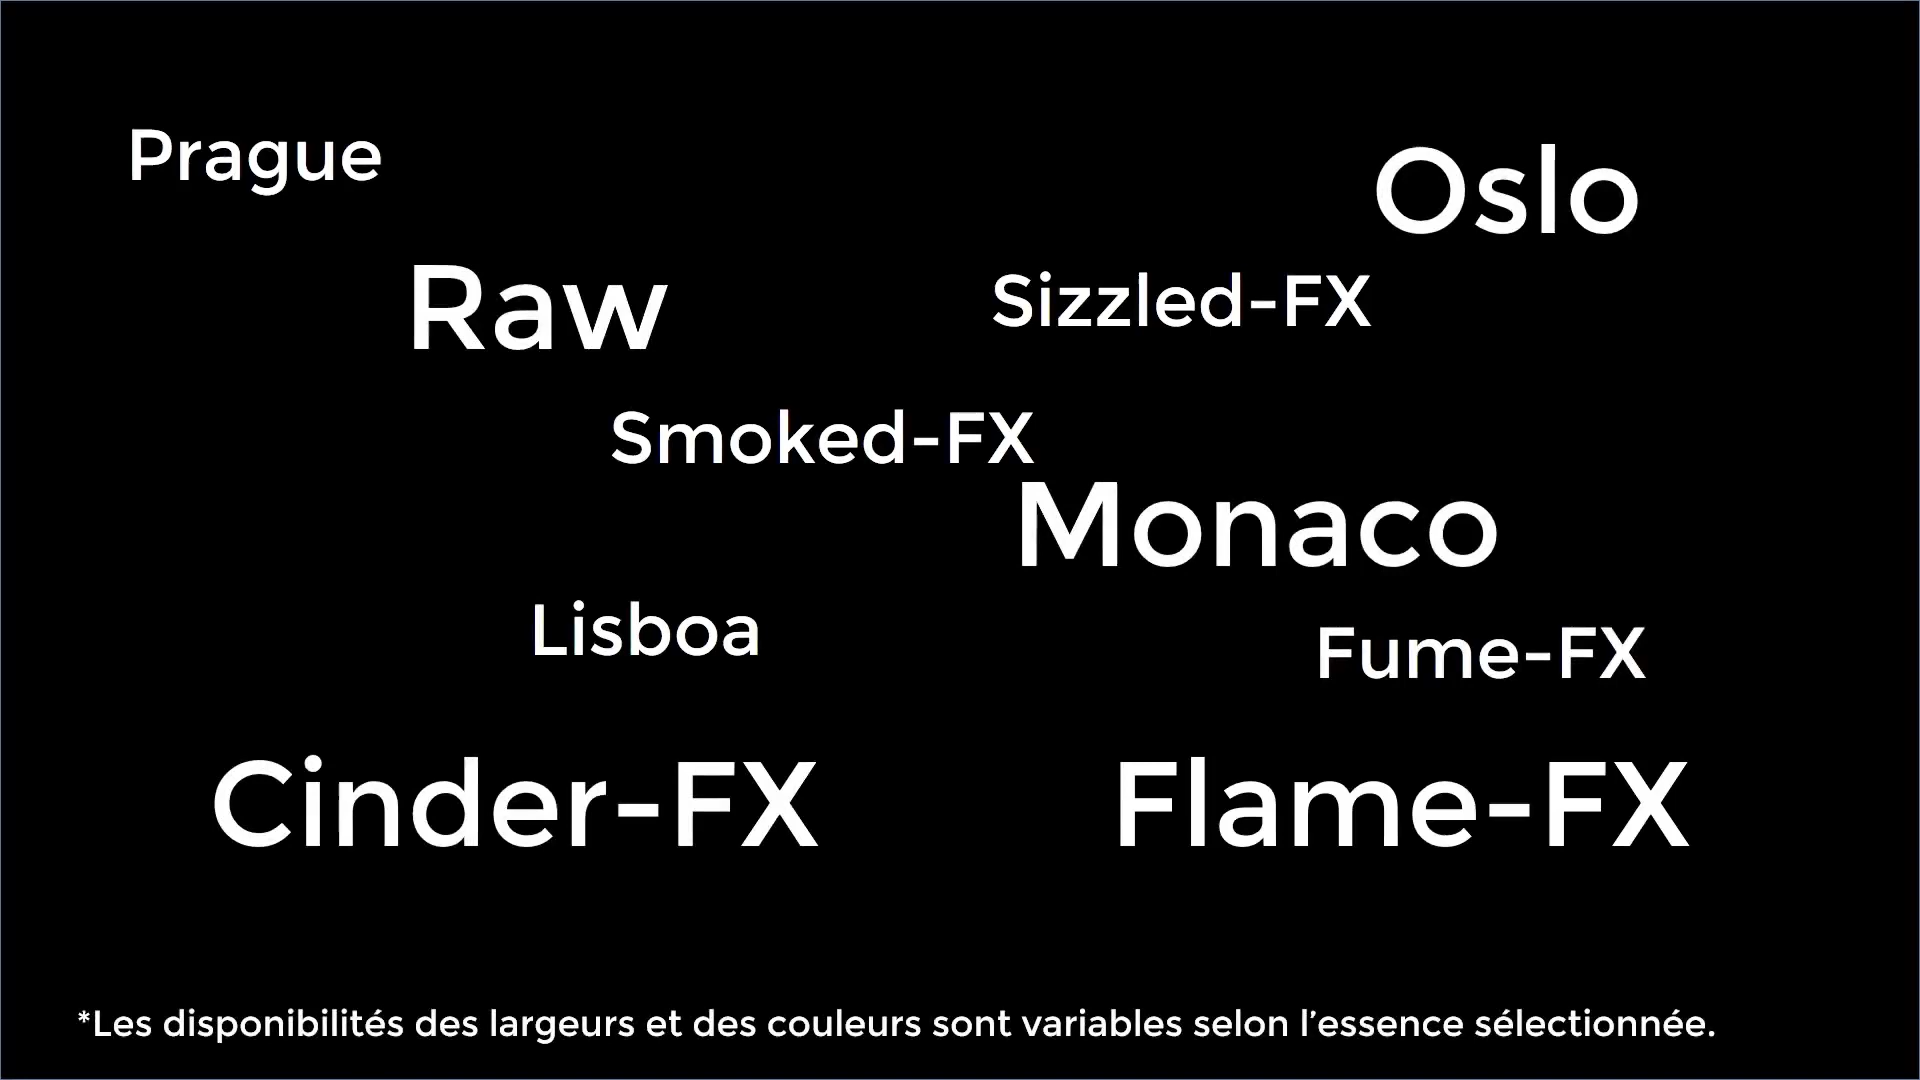 Prague
Oslo
Raw
Sizzled-FX
Smoked-FX
Monaco
Lisboa
Fume-FX
Cinder-FX
Flame-FX
*Les disponibilités des largeurs et des couleurs sont variables selon l’essence sélectionnée.